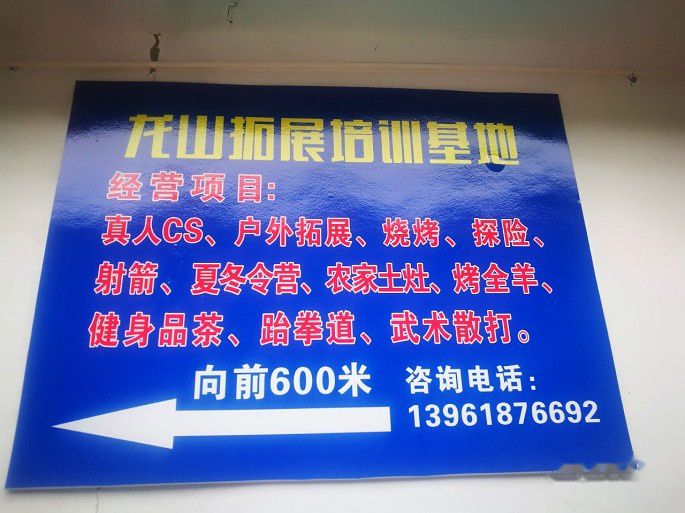 龙山拓展培训基地
经营项目:
真人CS、户外拓展、烧烤、探险、
射箭、夏冬令营、农家土灶、烤全羊、
健身品茶、跆拳道、武术散打。
向前600米
咨询电话:
13961876692